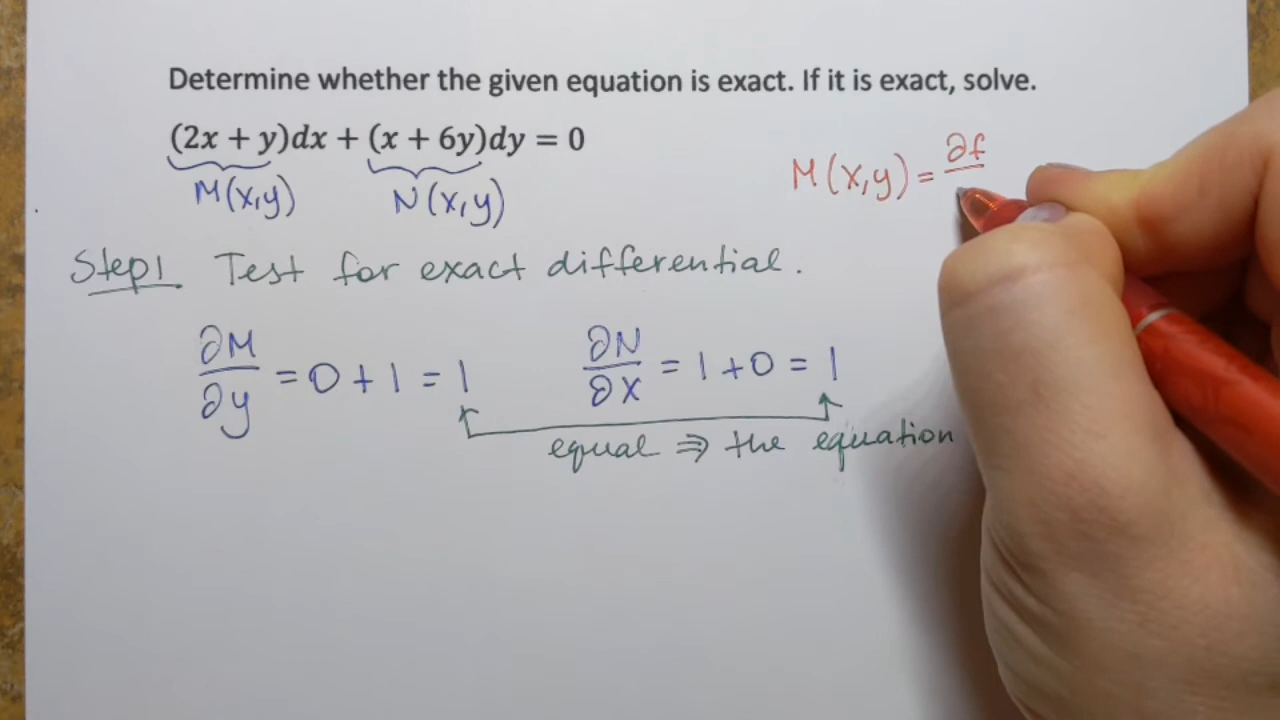 Determine whether the given equation is exact. If it is exact, solve.
(2x + y)dx + (x + 6y)dy = 0
M(x,y) N(x,y)
M(x,y) = ∂f
Step1 Test for exact differential.
∂M/∂y = 0 + 1 = 1 ∂N/∂x = 1 + 0 = 1
equal ⇒ the equation